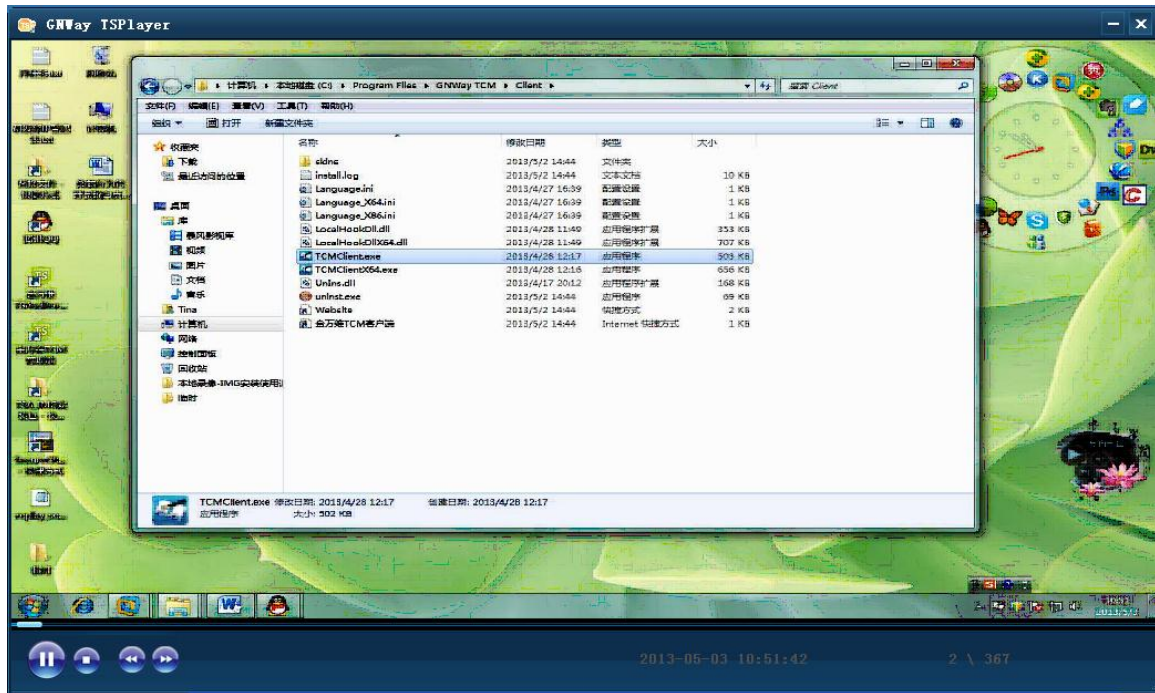 GNWay TSPlayer
计算机 本地磁盘 (C:) Program Files GNWay TCM Client
搜索 Client
文件(F) 编辑(E) 查看(V) 工具(T) 帮助(H)
组织 打开 新建文件夹
名称 修改日期 类型 大小
收藏夹
下载
最近访问的位置
桌面
库
暴风影视库
视频
图片
文档
音乐
Tina
计算机
网络
控制面板
回收站
本地录像-IMG安装使用
临时
sldns 2013/5/2 14:44 文件夹
install.log 2013/5/2 14:44 文本文档 10 KB
Language.ini 2013/4/27 16:39 配置设置 1 KB
Language_X64.ini 2013/4/27 16:39 配置设置 1 KB
Language_X86.ini 2013/4/27 16:39 配置设置 1 KB
LocalHookDll.dll 2013/4/28 11:49 应用程序扩展 353 KB
LocalHookDllX64.dll 2013/4/28 11:49 应用程序扩展 707 KB
TCMClient.exe 2013/4/28 12:17 应用程序 503 KB
TCMClientX64.exe 2013/4/28 12:16 应用程序 656 KB
UnIns.dll 2013/4/17 20:12 应用程序扩展 168 KB
uninst.exe 2013/5/2 14:44 应用程序 69 KB
Website 2013/5/2 14:44 快捷方式 2 KB
金万维TCM客户端 2013/5/2 14:44 Internet 快捷方式 1 KB
TCMClient.exe 修改日期: 2013/4/28 12:17 创建日期: 2013/4/28 12:17
应用程序 大小: 502 KB
2013-05-03 10:51:42 2 \ 367